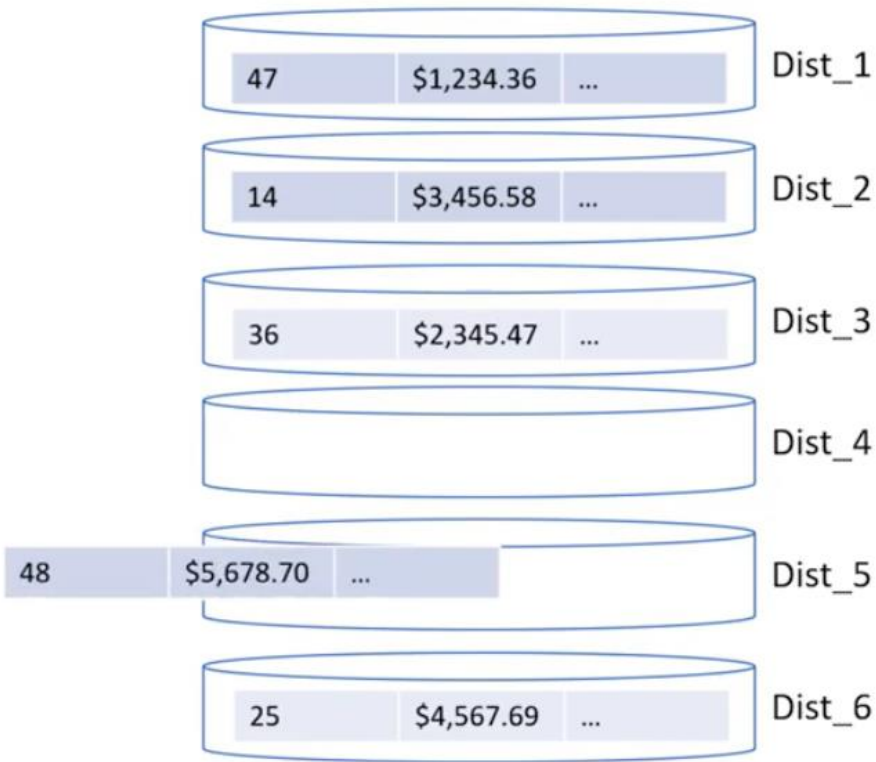 47 $1,234.36 ... Dist_1
14 $3,456.58 ... Dist_2
36 $2,345.47 ... Dist_3
Dist_4
48 $5,678.70 ... Dist_5
25 $4,567.69 ... Dist_6